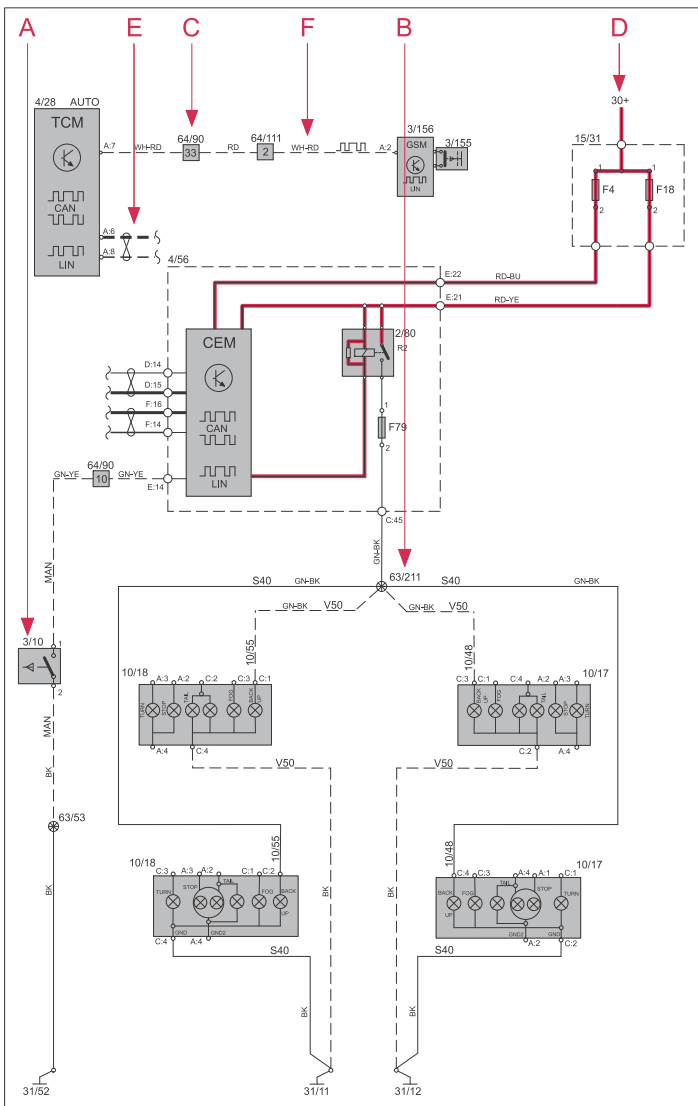 A E C F B D
30+
4/28 AUTO
TCM
CAN
LIN
A:7
WH-RD
64/90
33
RD
64/111
2
WH-RD
A:2
3/156
GSM
LIN
3/155
15/31
1 1
F4 F18
2 2
A:6
A:8
4/56
E:22
RD-BU
E:21
RD-YE
CEM
CAN
LIN
2/80
R2
D:14
D:15
F:16
F:14
1
F79
2
64/90
GN-YE
10
GN-YE
E:14
C:45
GN-BK
MAN
S40
GN-BK
63/211
S40
GN-BK
GN-BK
V50
GN-BK
V50
3/10
1
2
MAN
BK
10/55
10/48
10/18
A:3 A:2 C:2 C:3 C:1
TURN
STOP
TAIL
FOG
BACK UP
A:4 C:4
10/17
C:3 C:1 C:4 A:2 A:3
BACK UP
FOG
TAIL
STOP
TURN
C:2 A:4
V50
V50
63/53
BK
10/55
10/48
10/18
C:3 A:3 A:2 C:1 C:2
TURN
STOP
TAIL
FOG
BACK
UP
GND
GND2
C:4 A:4
10/17
C:4 C:3 A:4 A:1 C:1
BACK
UP
FOG
TAIL
STOP
TURN
GND2
GND
A:2 C:2
S40
S40
BK
BK
BK
BK
31/52
31/11
31/12